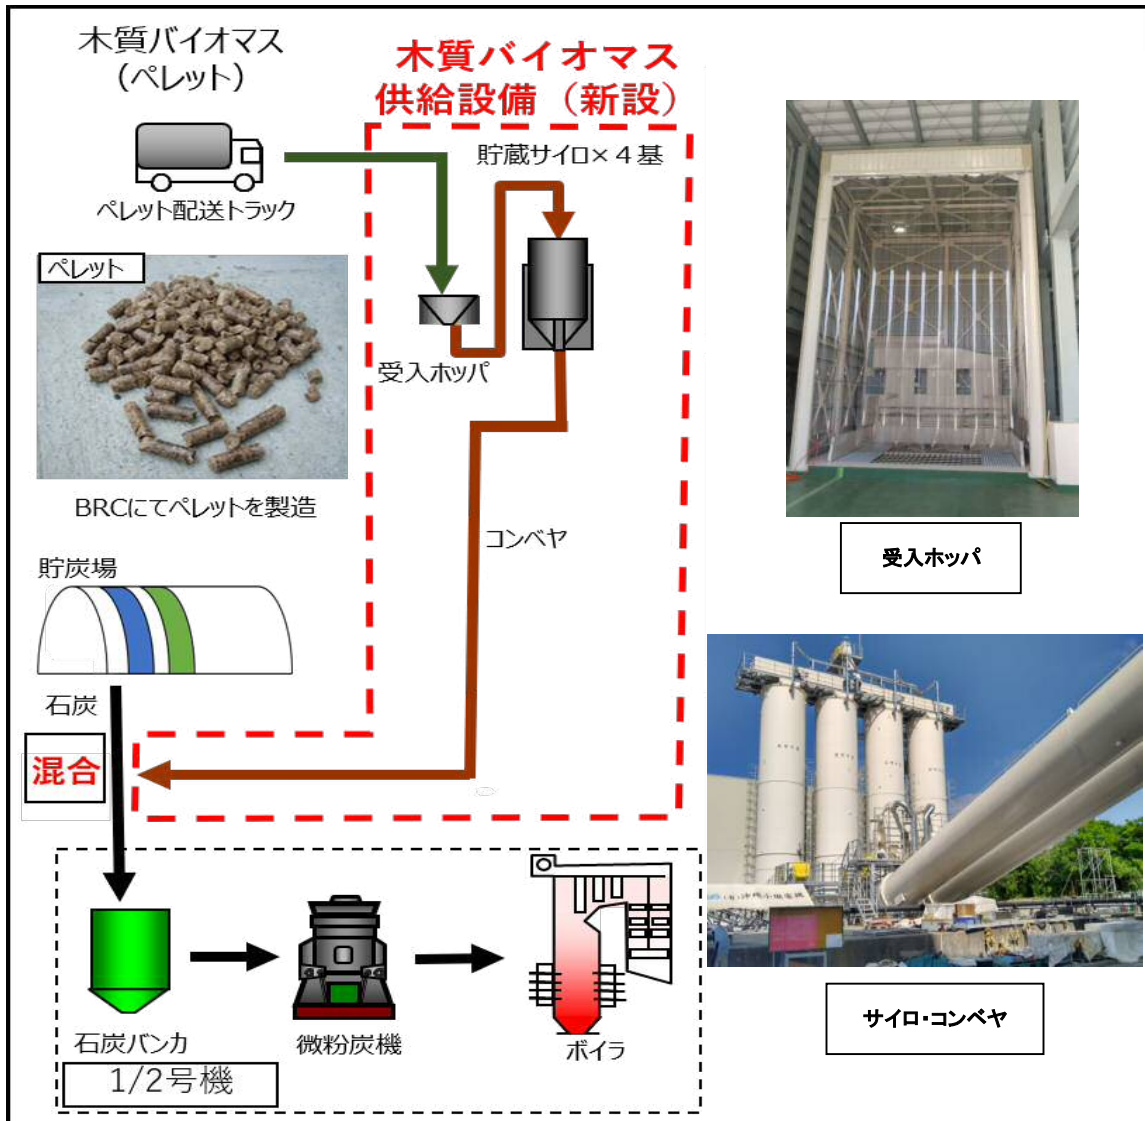 木質バイオマス
(ペレット)
木質バイオマス
供給設備（新設）
貯蔵サイロ×４基
ペレット配送トラック
ペレット
受入ホッパ
BRCにてペレットを製造
コンベヤ
受入ホッパ
貯炭場
石炭
混合
石炭バンカ
微粉炭機
ボイラ
1/2号機
サイロ・コンベヤ